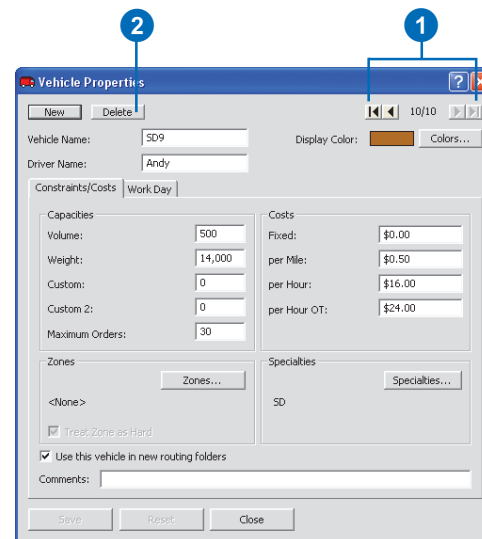 2 1
Vehicle Properties ?
New Delete 10/10
Vehicle Name: SD9 Display Color: Colors...
Driver Name: Andy
Constraints/Costs Work Day
Capacities Costs
Volume: 500 Fixed: $0.00
Weight: 14,000 per Mile: $0.50
Custom: 0 per Hour: $16.00
Custom 2: 0 per Hour OT: $24.00
Maximum Orders: 30
Zones Specialties
Zones... Specialties...
<None> SD
Treat Zone as Hard
Use this vehicle in new routing folders
Comments:
Save Reset Close